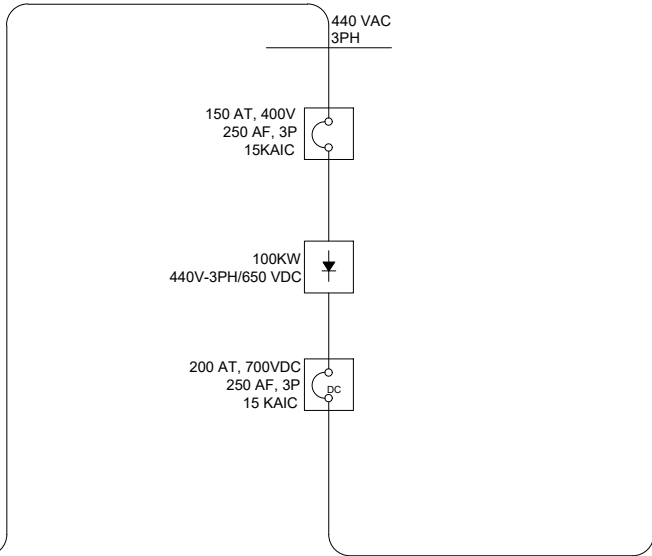 440 VAC
3PH
150 AT, 400V
250 AF, 3P
15KAIC
100KW
440V-3PH/650 VDC
200 AT, 700VDC
250 AF, 3P
15 KAIC
DC